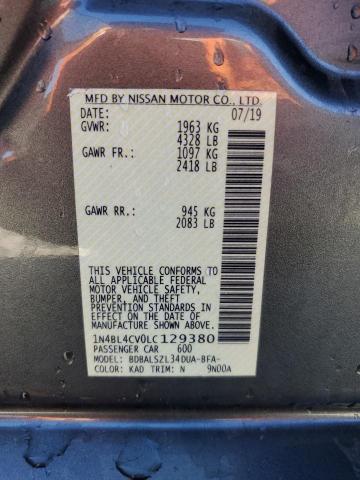 MFD BY NISSAN MOTOR CO., LTD.
DATE: 07/19
GVWR: 1963 KG
4328 LB
GAWR FR.: 1097 KG
2418 LB
GAWR RR.: 945 KG
2083 LB
THIS VEHICLE CONFORMS TO
ALL APPLICABLE FEDERAL
MOTOR VEHICLE SAFETY,
BUMPER, AND THEFT
PREVENTION STANDARDS
IN EFFECT ON THE DATE OF
MANUFACTURE SHOWN ABOVE.
1N4BL4CV0LC129380
PASSENGER CAR 600
MODEL: BDBALSZL34DUA-BFA-
COLOR: KAD TRIM: N 9N00A